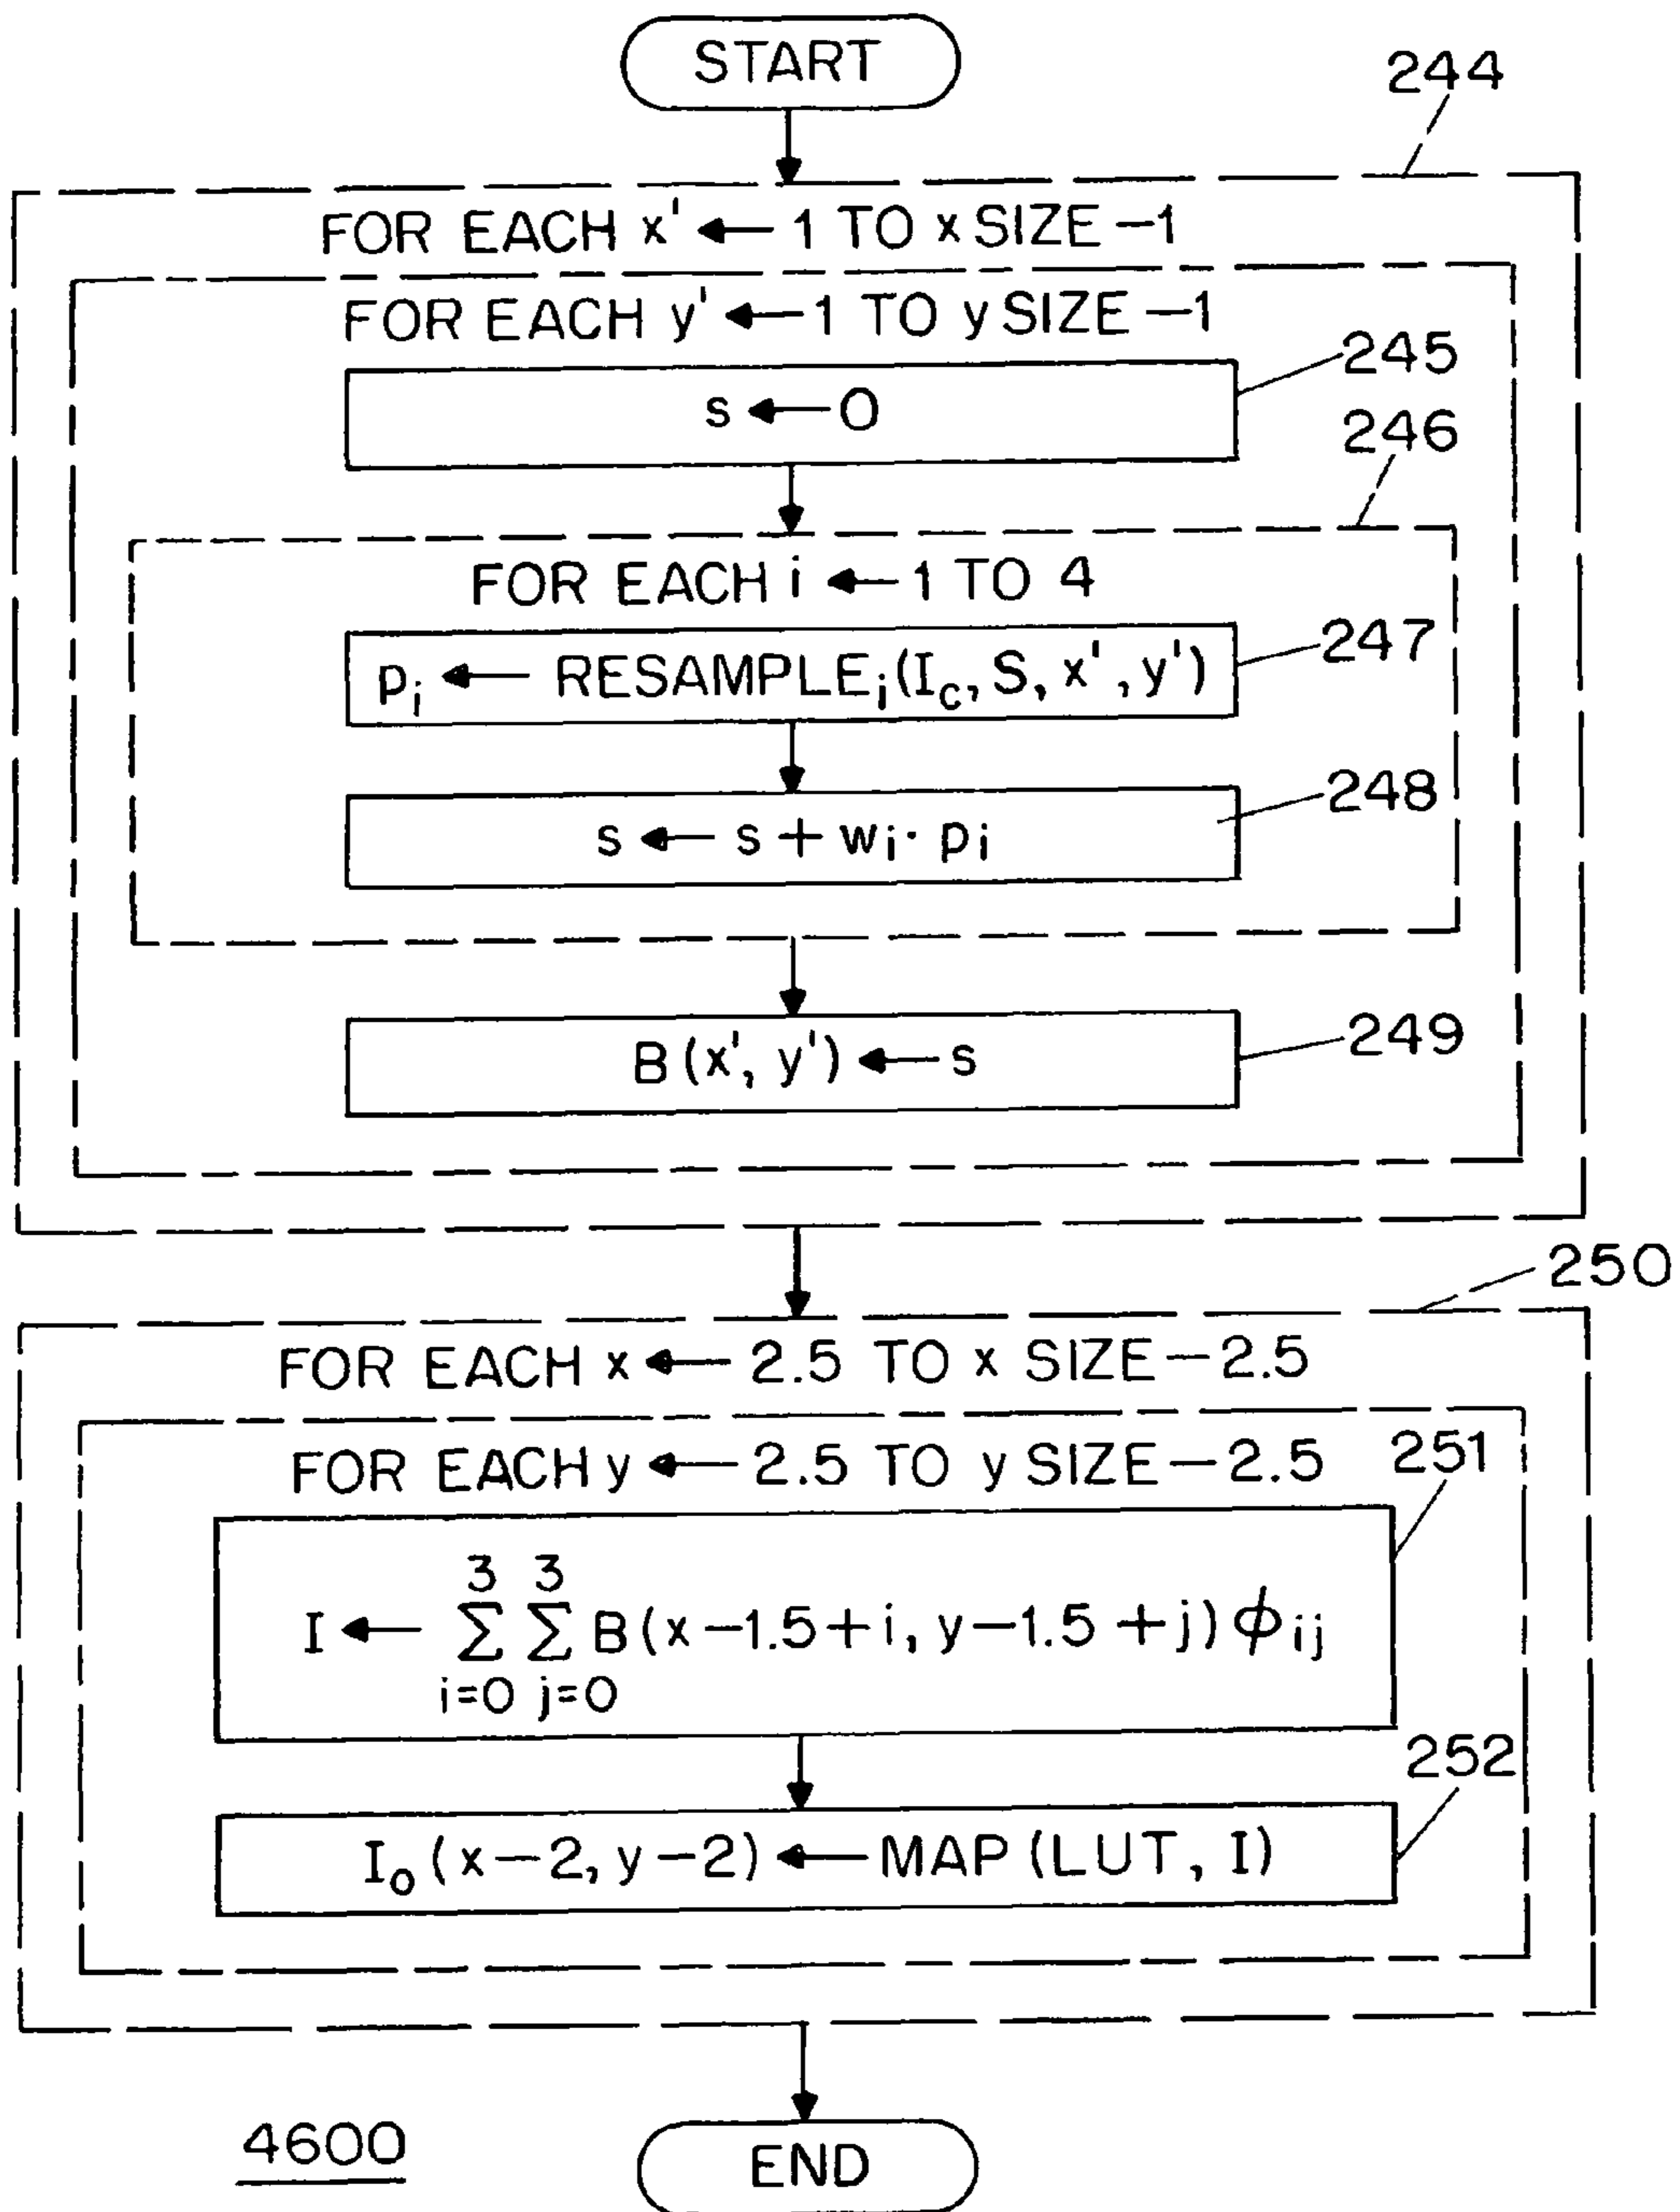 START
244
FOR EACH x' ← 1 TO x SIZE −1
FOR EACH y' ← 1 TO y SIZE −1
245
s ← 0
246
FOR EACH i ← 1 TO 4
247
pᵢ ← RESAMPLEᵢ(I_c, S, x', y')
248
s ← s + wᵢ · pᵢ
249
B(x', y') ← s
250
FOR EACH x ← 2.5 TO x SIZE −2.5
FOR EACH y ← 2.5 TO y SIZE −2.5
251
3 3
I ← Σ Σ B(x −1.5+i, y−1.5 +j) ϕ_ij
i=0 j=0
252
I_o (x−2, y−2) ← MAP (LUT, I)
4600
END